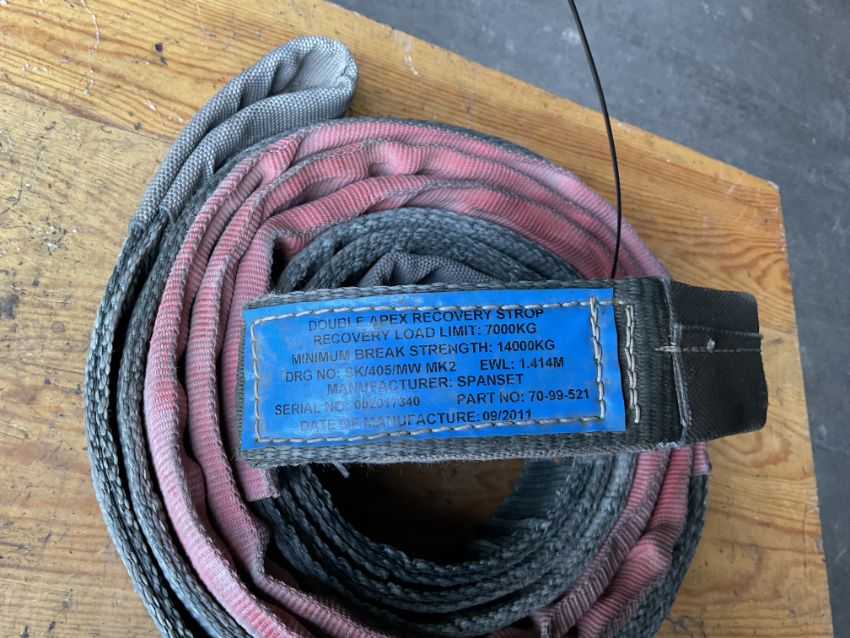 DOUBLE APEX RECOVERY STROP
RECOVERY LOAD LIMIT: 7000KG
MINIMUM BREAK STRENGTH: 14000KG
DRG NO: SK/405/MW MK2 EWL: 1.414M
MANUFACTURER: SPANSET
SERIAL NO: 002017340 PART NO: 70-99-521
DATE OF MANUFACTURE: 09/2011